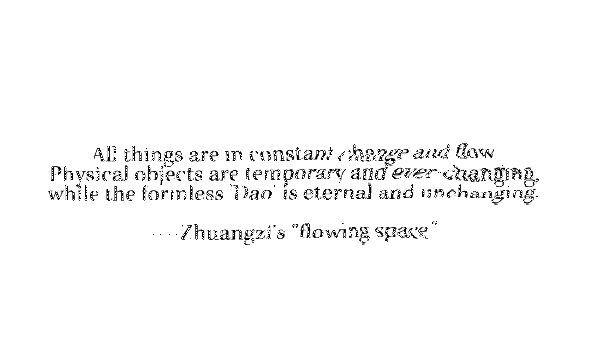 All things are in constant change and flow
Physical objects are temporary and ever-changing,
while the formless 'Dao' is eternal and unchanging.
····Zhuangzi's "flowing space"